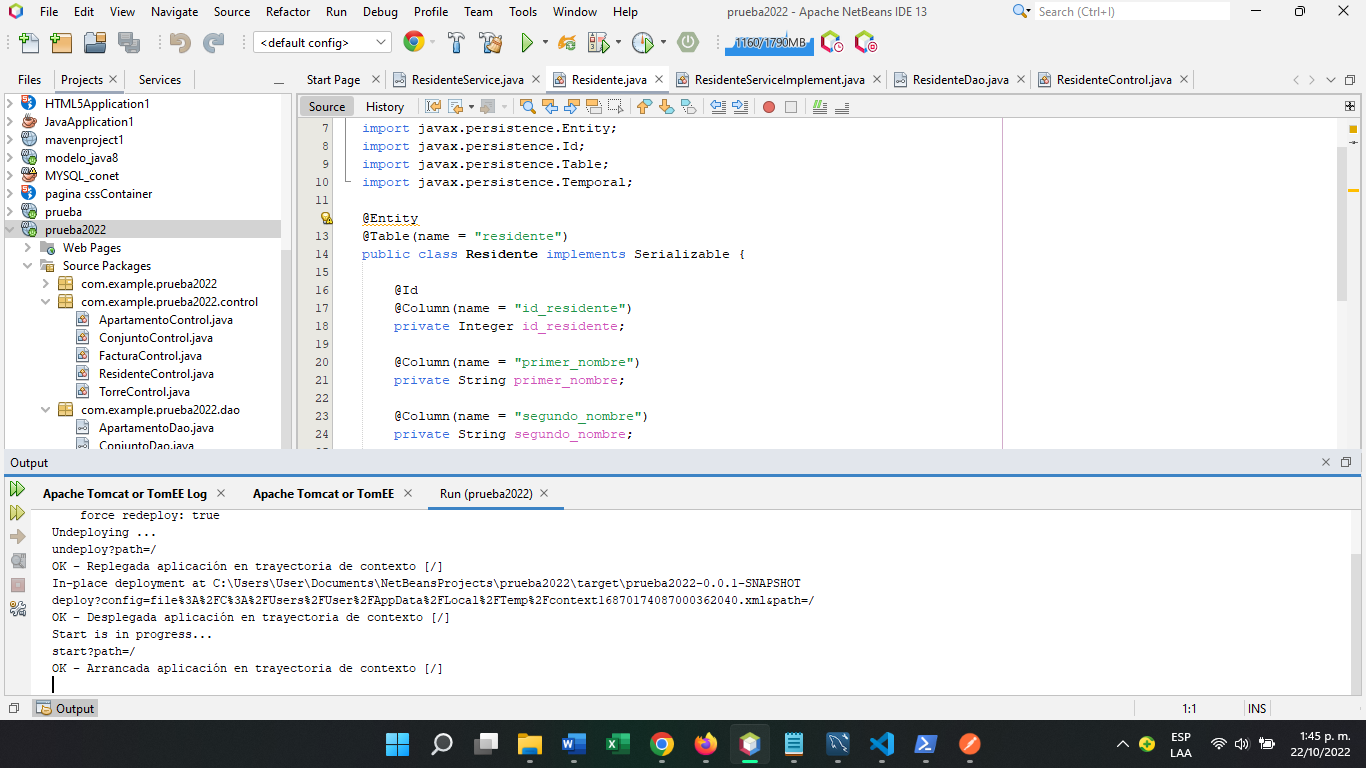 File Edit View Navigate Source Refactor Run Debug Profile Team Tools Window Help prueba2022 - Apache NetBeans IDE 13 Search (Ctrl+I)
<default config> 1160/1790MB
Files Projects Services
Start Page ResidenteService.java Residente.java ResidenteServiceImplement.java ResidenteDao.java ResidenteControl.java
HTML5Application1
JavaApplication1
mavenproject1
modelo_java8
MYSQL_conet
pagina cssContainer
prueba
prueba2022
Web Pages
Source Packages
com.example.prueba2022
com.example.prueba2022.control
ApartamentoControl.java
ConjuntoControl.java
FacturaControl.java
ResidenteControl.java
TorreControl.java
com.example.prueba2022.dao
ApartamentoDao.java
ConjuntoDao.java
Source History
7 import javax.persistence.Entity;
8 import javax.persistence.Id;
9 import javax.persistence.Table;
10 import javax.persistence.Temporal;
11
@Entity
13 @Table(name = "residente")
14 public class Residente implements Serializable {
15
16 @Id
17 @Column(name = "id_residente")
18 private Integer id_residente;
19
20 @Column(name = "primer_nombre")
21 private String primer_nombre;
22
23 @Column(name = "segundo_nombre")
24 private String segundo_nombre;
Output
Apache Tomcat or TomEE Log Apache Tomcat or TomEE Run (prueba2022)
force redeploy: true
Undeploying ...
undeploy?path=/
OK - Replegada aplicación en trayectoria de contexto [/]
In-place deployment at C:\Users\User\Documents\NetBeansProjects\prueba2022\target\prueba2022-0.0.1-SNAPSHOT
deploy?config=file%3A%2FC%3A%2FUsers%2FUser%2FAppData%2FLocal%2FTemp%2Fcontext16870174087000362040.xml&path=/
OK - Desplegada aplicación en trayectoria de contexto [/]
Start is in progress...
start?path=/
OK - Arrancada aplicación en trayectoria de contexto [/]
Output 1:1 INS
ESP
LAA
1:45 p. m.
22/10/2022